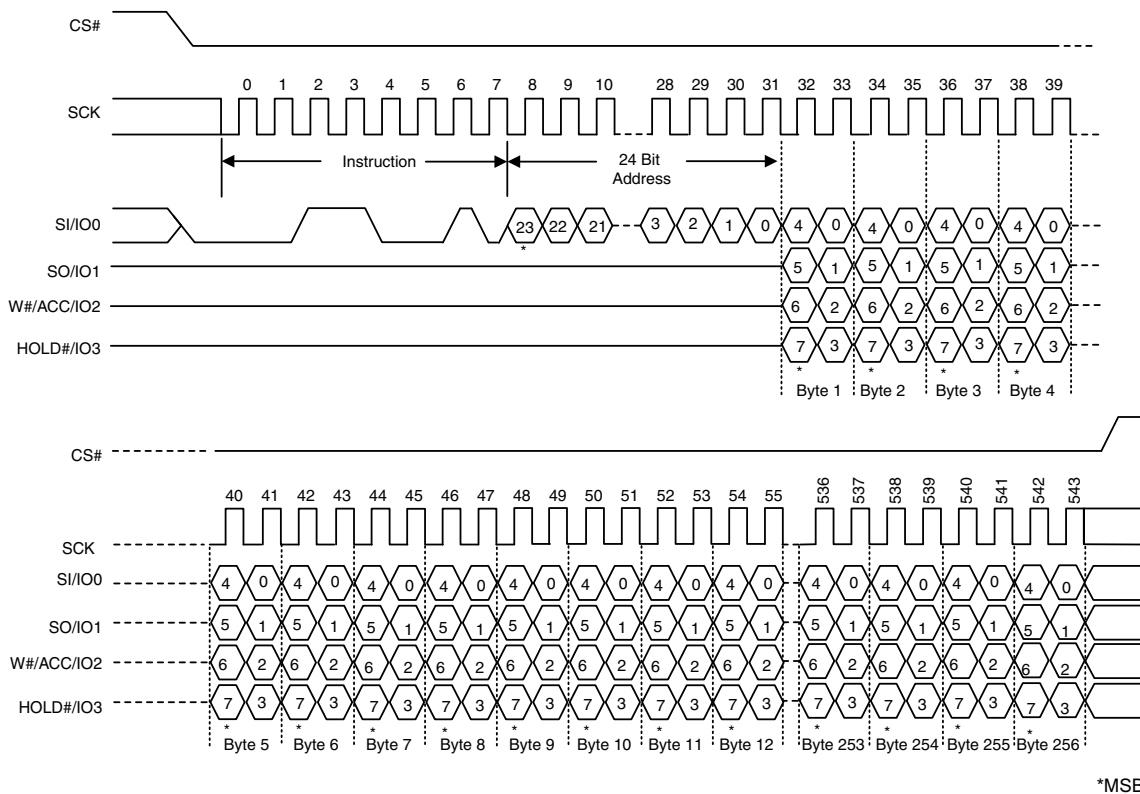 CS#
0 1 2 3 4 5 6 7 8 9 10 28 29 30 31 32 33 34 35 36 37 38 39
SCK
Instruction
24 Bit
Address
SI/IO0 23 22 21 3 2 1 0 4 0 4 0 4 0 4 0
*
SO/IO1 5 1 5 1 5 1 5 1
W#/ACC/IO2 6 2 6 2 6 2 6 2
HOLD#/IO3 7 3 7 3 7 3 7 3
* * * *
Byte 1 Byte 2 Byte 3 Byte 4
CS#
40 41 42 43 44 45 46 47 48 49 50 51 52 53 54 55 536 537 538 539 540 541 542 543
SCK
SI/IO0 4 0 4 0 4 0 4 0 4 0 4 0 4 0 4 0 4 0 4 0 4 0 4 0
SO/IO1 5 1 5 1 5 1 5 1 5 1 5 1 5 1 5 1 5 1 5 1 5 1 5 1
W#/ACC/IO2 6 2 6 2 6 2 6 2 6 2 6 2 6 2 6 2 6 2 6 2 6 2 6 2
HOLD#/IO3 7 3 7 3 7 3 7 3 7 3 7 3 7 3 7 3 7 3 7 3 7 3 7 3
* * * * * * * * * * * *
Byte 5 Byte 6 Byte 7 Byte 8 Byte 9 Byte 10 Byte 11 Byte 12 Byte 253 Byte 254 Byte 255 Byte 256
*MSB